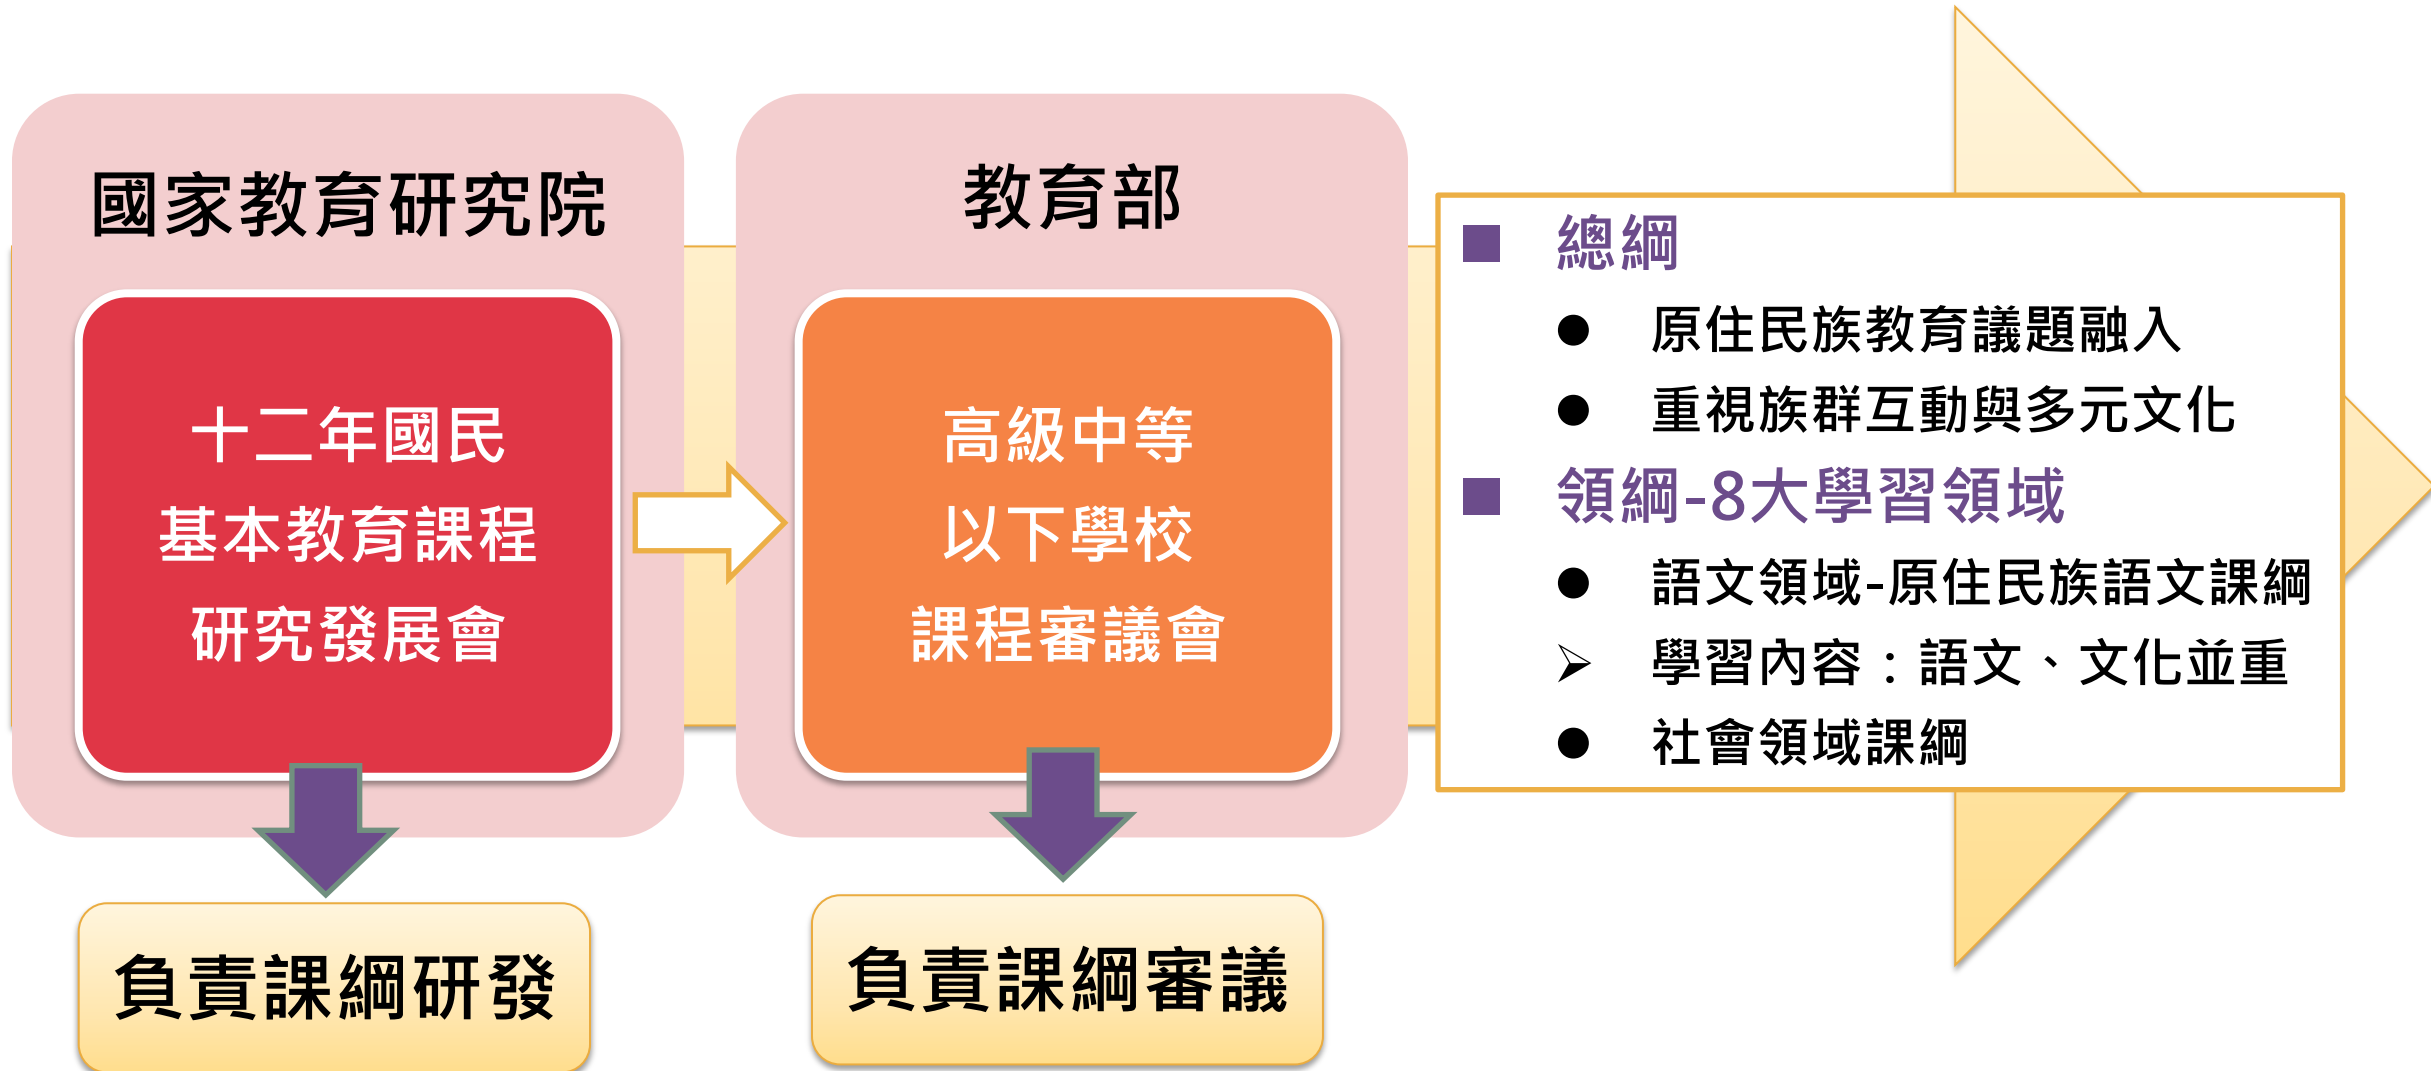 國家教育研究院
十二年國民
基本教育課程
研究發展會
負責課綱研發
教育部
高級中等
以下學校
課程審議會
負責課綱審議
■ 總綱
● 原住民族教育議題融入
● 重視族群互動與多元文化
■ 領綱-8大學習領域
● 語文領域-原住民族語文課綱
➢ 學習內容：語文、文化並重
● 社會領域課綱